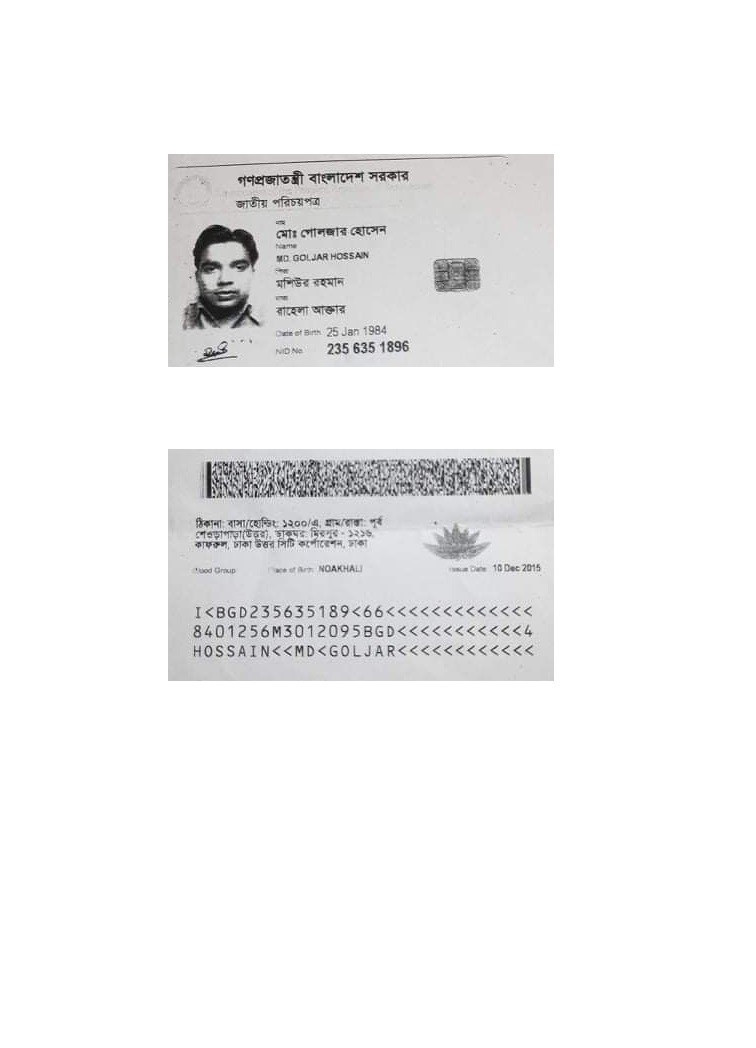 গণপ্রজাতন্ত্রী বাংলাদেশ সরকার
জাতীয় পরিচয়পত্র
নাম
মোঃ গোলজার হোসেন
Name
MD. GOLJAR HOSSAIN
পিতা
মশিউর রহমান
মাতা
রাহেলা আক্তার
Date of Birth 25 Jan 1984
NID No 235 635 1896
ঠিকানা: বাসা/হোল্ডিং: ১২০০/এ, গ্রাম/রাস্তা: পূর্ব
শেওড়াপাড়া(উত্তর), ডাকঘর: মিরপুর - ১২১৬,
কাফরুল, ঢাকা উত্তর সিটি কর্পোরেশন, ঢাকা
Blood Group Place of Birth NOAKHALI Issue Date 10 Dec 2015
I<BGD235635189<66<<<<<<<<<<<<<
8401256M3012095BGD<<<<<<<<<<<4
HOSSAIN<<MD<GOLJAR<<<<<<<<<<<<